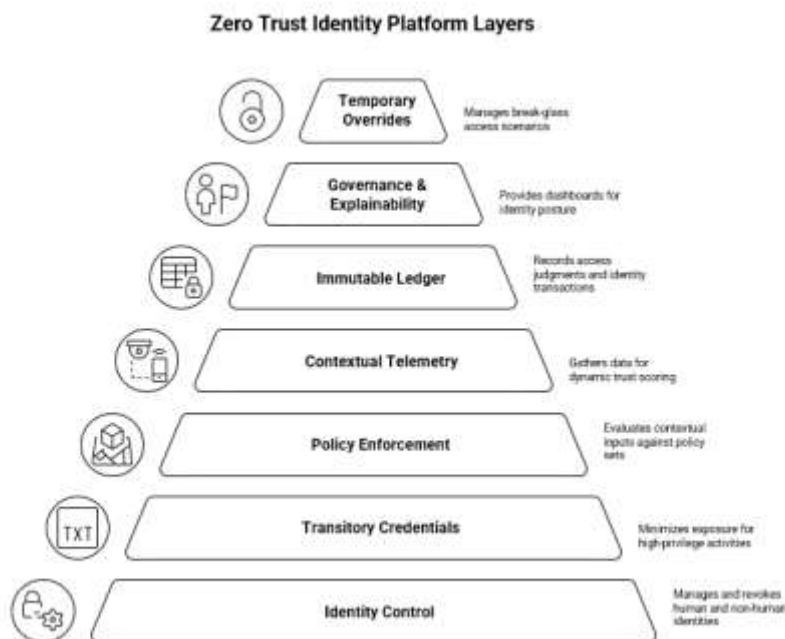 Zero Trust Identity Platform Layers
Temporary
Overrides
Manages break-glass
access scenarios
Governance &
Explainability
Provides dashboards for
identity posture
Immutable Ledger
Records access
judgments and identity
transactions
Contextual Telemetry
Gathers data for
dynamic trust scoring
Policy Enforcement
Evaluates contextual
inputs against policy
sets
TXT
Transitory Credentials
Minimizes exposure for
high-privilege activities
Identity Control
Manages and revokes
human and non-human
identities